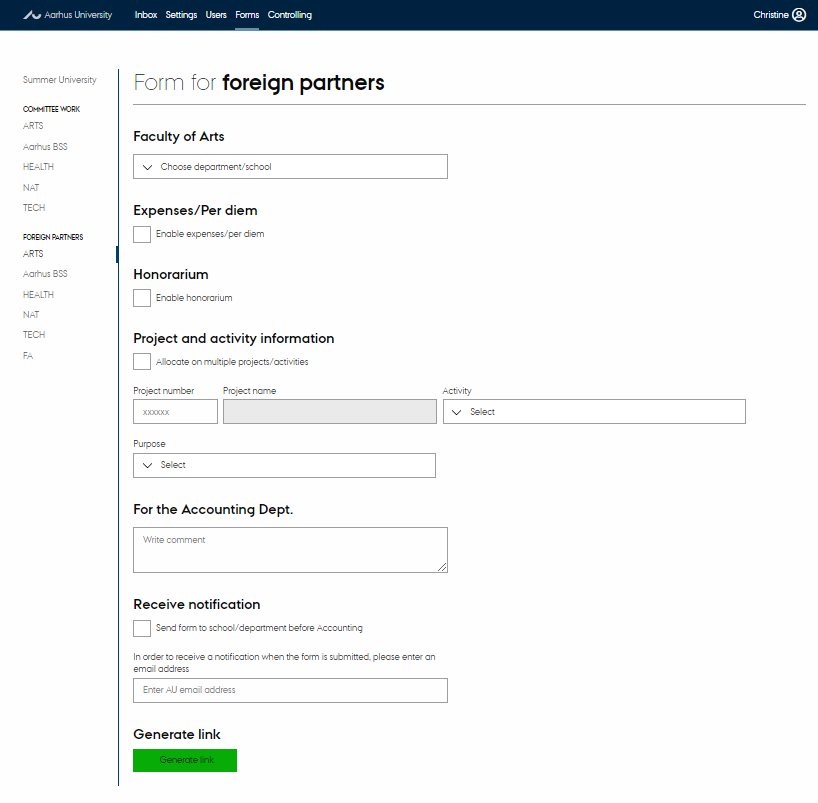 Aarhus University Inbox Settings Users Forms Controlling Christine
Summer University
COMMITTEE WORK
ARTS
Aarhus BSS
HEALTH
NAT
TECH
FOREIGN PARTNERS
ARTS
Aarhus BSS
HEALTH
NAT
TECH
FA
Form for foreign partners
Faculty of Arts
Choose department/school
Expenses/Per diem
Enable expenses/per diem
Honorarium
Enable honorarium
Project and activity information
Allocate on multiple projects/activities
Project number Project name Activity
xxxxxx Select
Purpose
Select
For the Accounting Dept.
Write comment
Receive notification
Send form to school/department before Accounting
In order to receive a notification when the form is submitted, please enter an
email address
Enter AU email address
Generate link
Generate link